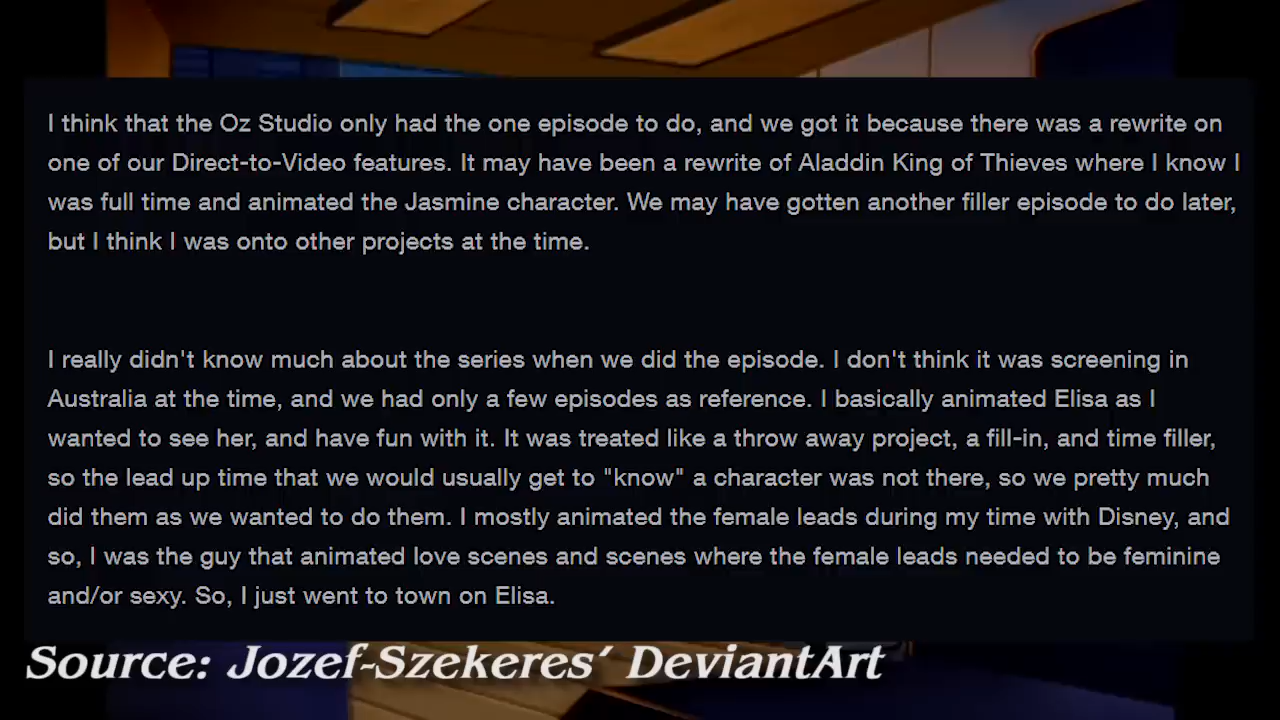 I think that the Oz Studio only had the one episode to do, and we got it because there was a rewrite on
one of our Direct-to-Video features. It may have been a rewrite of Aladdin King of Thieves where I know I
was full time and animated the Jasmine character. We may have gotten another filler episode to do later,
but I think I was onto other projects at the time.
I really didn't know much about the series when we did the episode. I don't think it was screening in
Australia at the time, and we had only a few episodes as reference. I basically animated Elisa as I
wanted to see her, and have fun with it. It was treated like a throw away project, a fill-in, and time filler,
so the lead up time that we would usually get to "know" a character was not there, so we pretty much
did them as we wanted to do them. I mostly animated the female leads during my time with Disney, and
so, I was the guy that animated love scenes and scenes where the female leads needed to be feminine
and/or sexy. So, I just went to town on Elisa.
Source: Jozef-Szekeres' DeviantArt